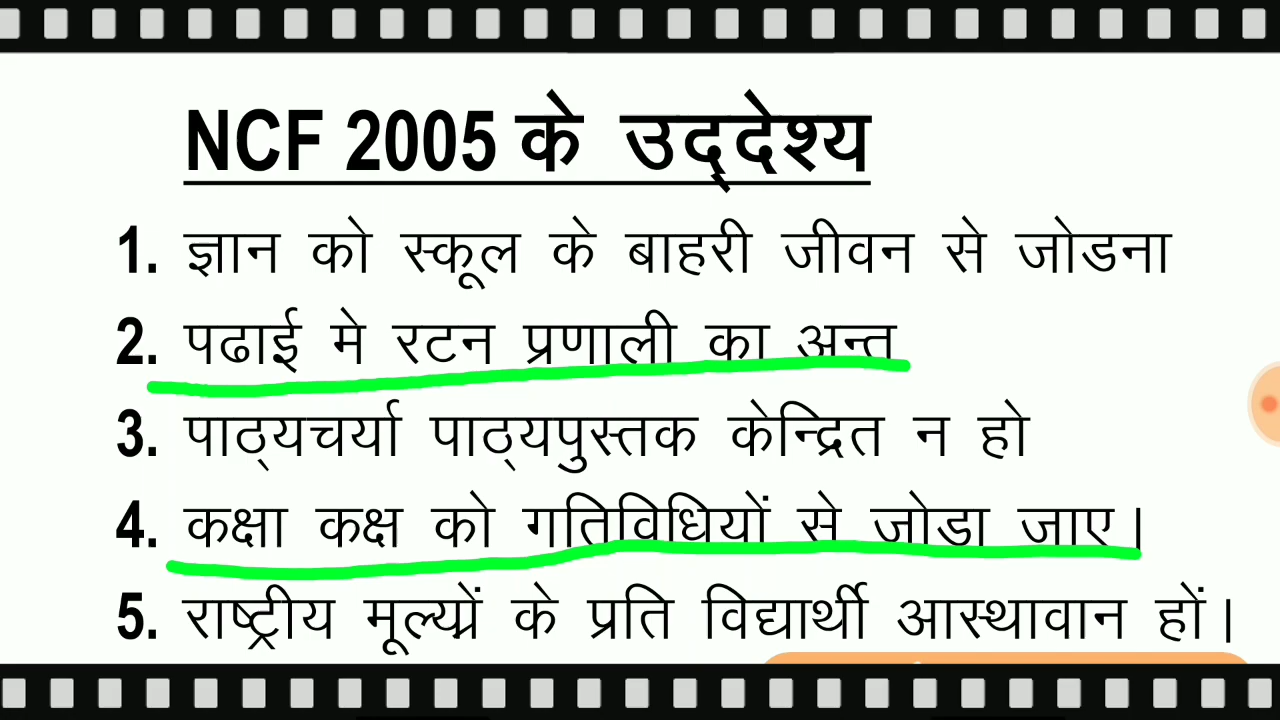 NCF 2005 के उद्देश्य
1. ज्ञान को स्कूल के बाहरी जीवन से जोडना
2. पढाई मे रटन प्रणाली का अन्त
3. पाठ्यचर्या पाठ्यपुस्तक केन्द्रित न हो
4. कक्षा कक्ष को गतिविधियों से जोडा जाए।
5. राष्ट्रीय के प्रति विद्यार्थी आस्थावान हों।